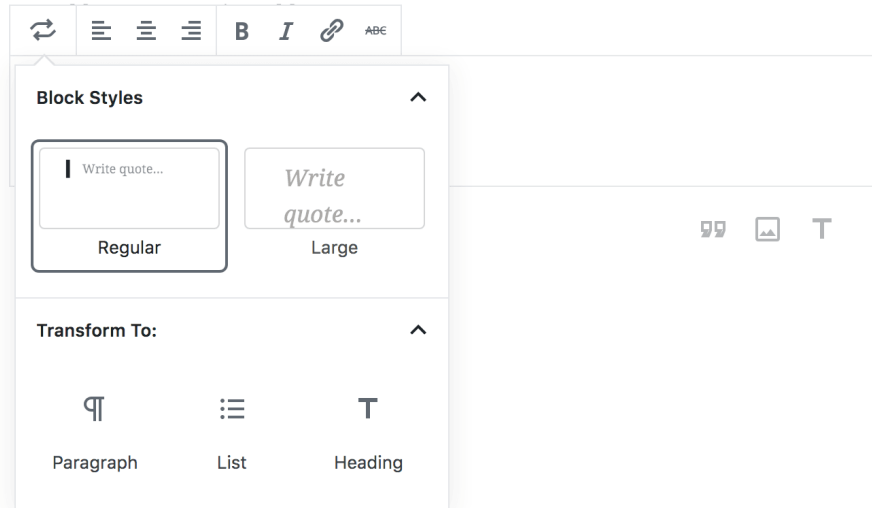 B I ABC
Block Styles
Write quote...
Write
quote...
Regular
Large
T
Transform To:
T
Paragraph
List
Heading